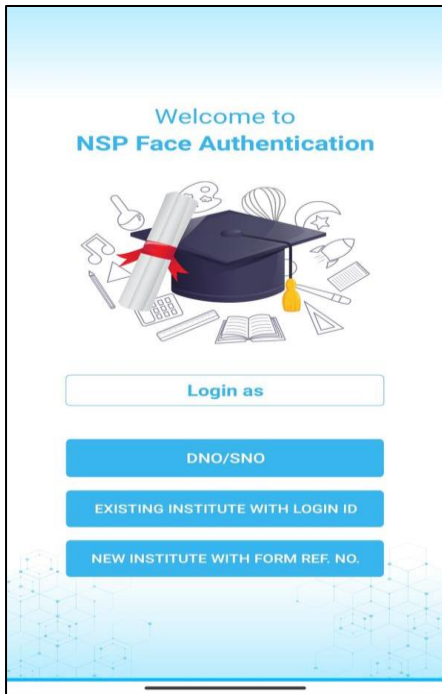 Welcome to
NSP Face Authentication
Login as
DNO/SNO
EXISTING INSTITUTE WITH LOGIN ID
NEW INSTITUTE WITH FORM REF. NO.